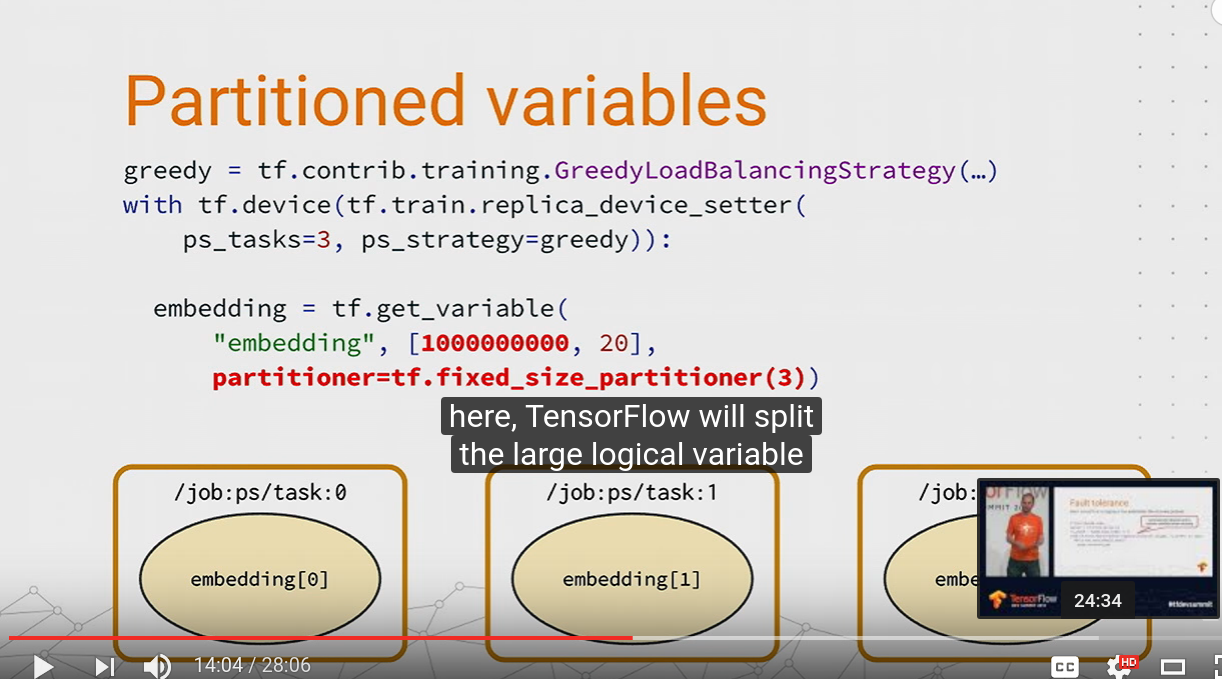 Partitioned variables
greedy = tf.contrib.training.GreedyLoadBalancingStrategy(…)
with tf.device(tf.train.replica_device_setter(
ps_tasks=3, ps_strategy=greedy)):
embedding = tf.get_variable(
"embedding", [1000000000, 20],
partitioner=tf.fixed_size_partitioner(3))
here, TensorFlow will split
the large logical variable
/job:ps/task:0
/job:ps/task:1
/job:
embedding[0]
embedding[1]
embe
Fault tolerance
TensorFlow
#tfdevsummit
24:34
14:04 / 28:06
CC
HD